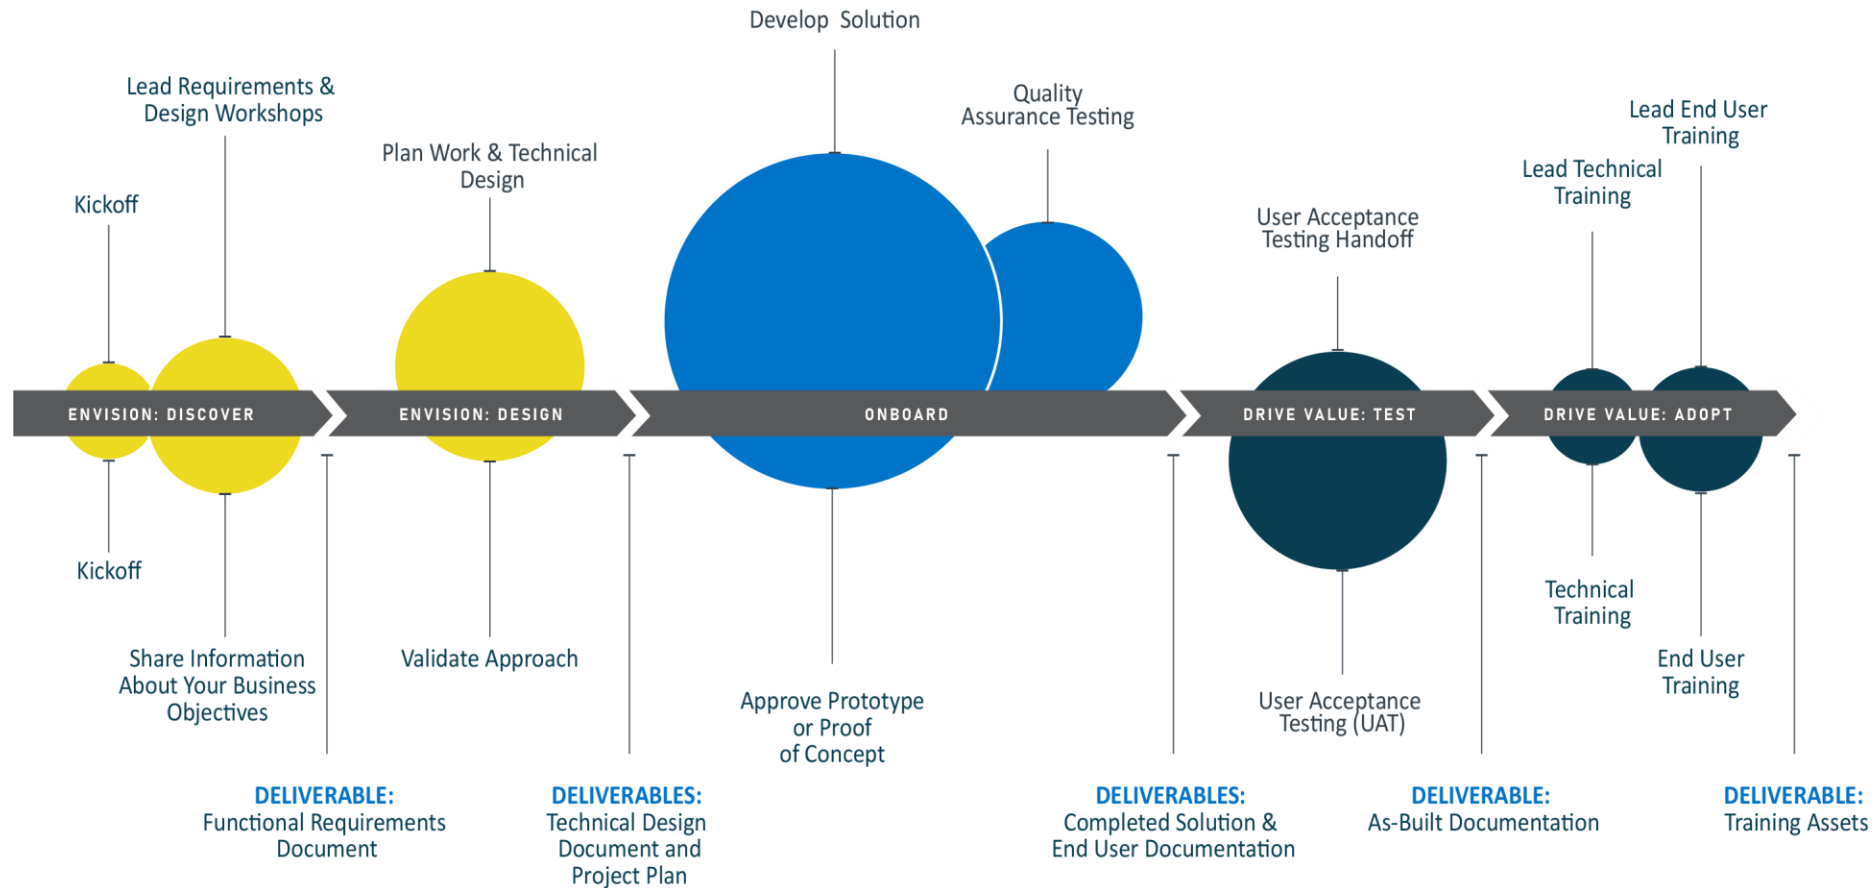 Develop Solution
Lead Requirements &
Design Workshops
Quality
Assurance Testing
Lead End User
Training
Plan Work & Technical
Design
Lead Technical
Training
Kickoff
User Acceptance
Testing Handoff
ENVISION: DISCOVER
ENVISION: DESIGN
ONBOARD
DRIVE VALUE: TEST
DRIVE VALUE: ADOPT
Kickoff
Technical
Training
Share Information
About Your Business
Objectives
Validate Approach
End User
Training
Approve Prototype
or Proof
of Concept
User Acceptance
Testing (UAT)
DELIVERABLE:
Functional Requirements
Document
DELIVERABLES:
Technical Design
Document and
Project Plan
DELIVERABLES:
Completed Solution &
End User Documentation
DELIVERABLE:
As-Built Documentation
DELIVERABLE:
Training Assets